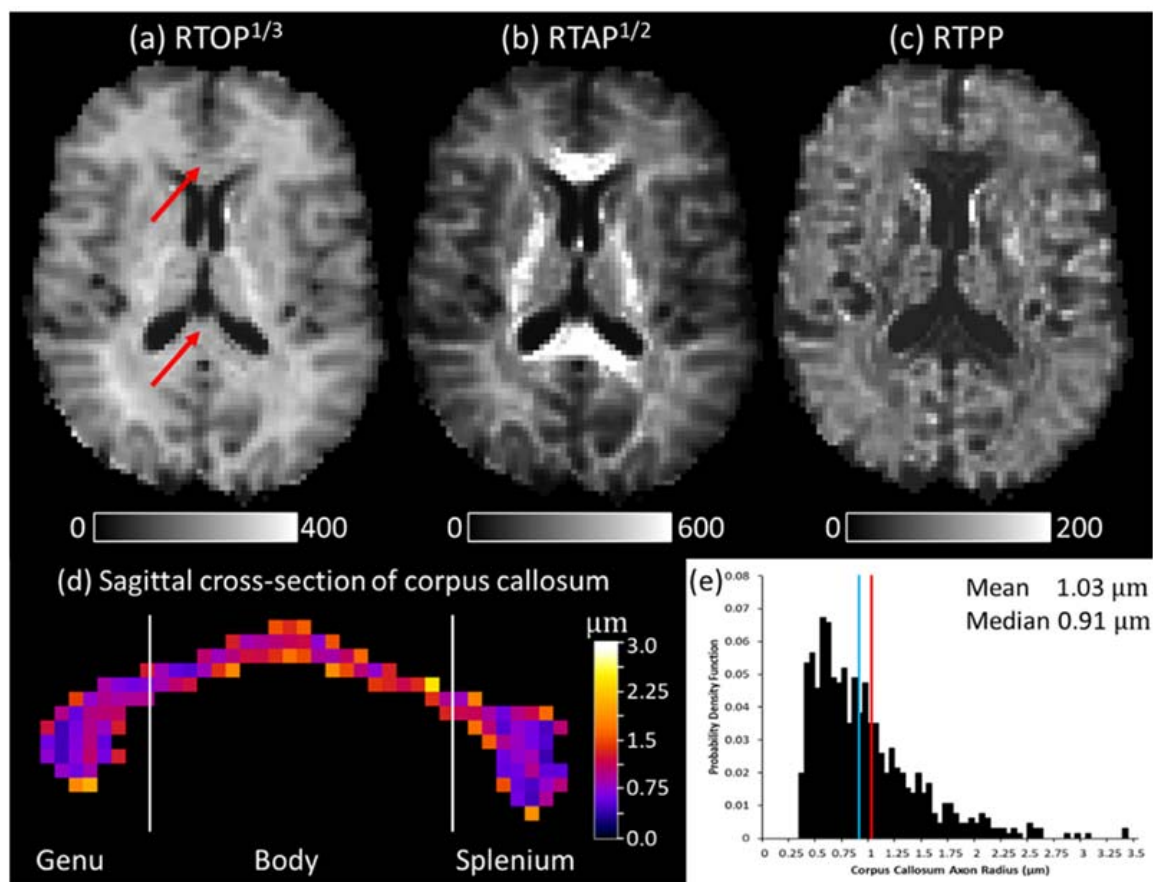 (a) RTOP1/3
(b) RTAP1/2
(c) RTPP
0
400
0
600
0
200
(d) Sagittal cross-section of corpus callosum
μm
3.0
2.25
1.5
0.75
0.0
Genu
Body
Splenium
(e)
Mean 1.03 μm
Median 0.91 μm
Probability Density Function
0.08
0.07
0.06
0.05
0.04
0.03
0.02
0.01
0
0 0.25 0.5 0.75 1 1.25 1.5 1.75 2 2.25 2.5 2.75 3 3.25 3.5
Corpus Callosum Axon Radius (μm)